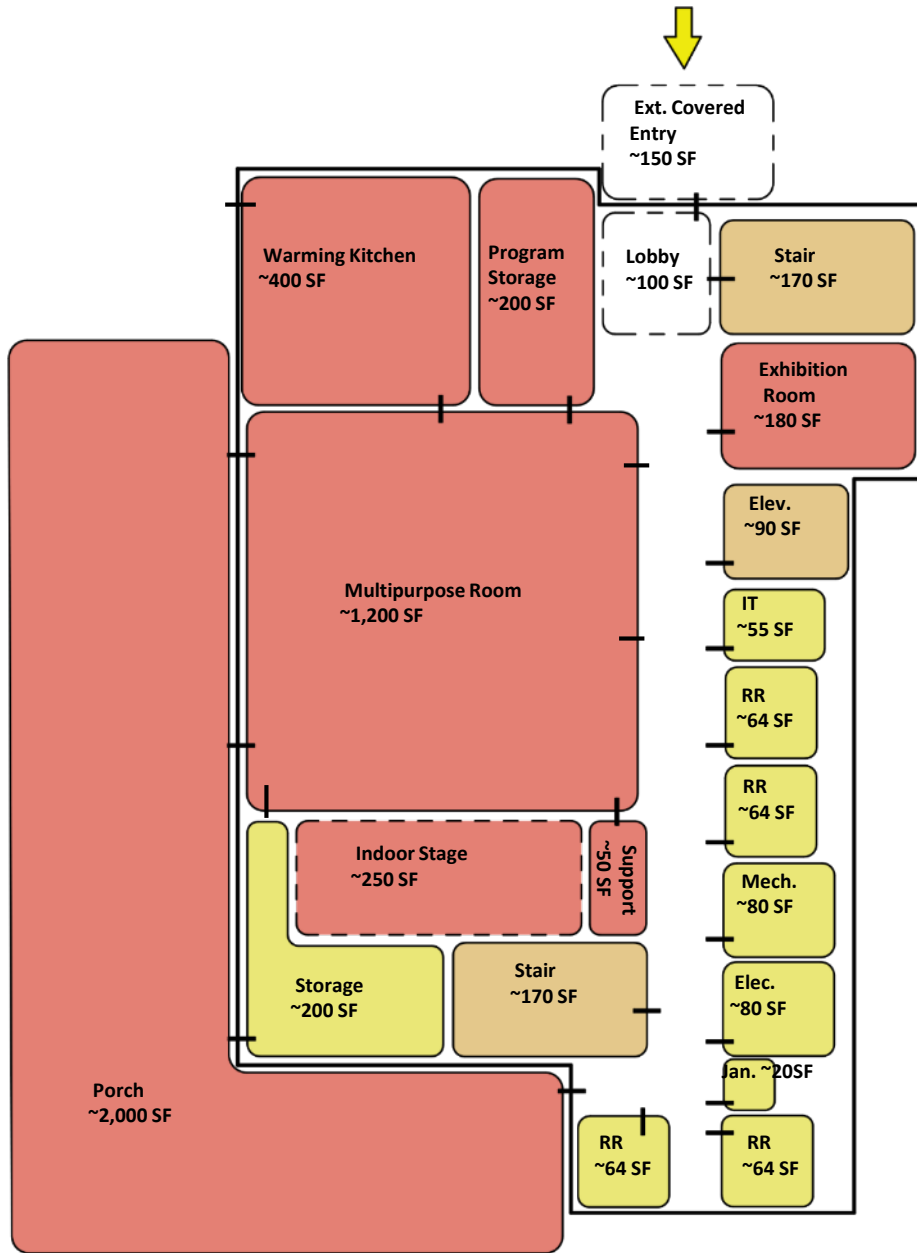 Ext. Covered
Entry
~150 SF
Warming Kitchen
~400 SF
Program
Storage
~200 SF
Lobby
~100 SF
Stair
~170 SF
Exhibition
Room
~180 SF
Elev.
~90 SF
IT
~55 SF
Multipurpose Room
~1,200 SF
RR
~64 SF
RR
~64 SF
Indoor Stage
~250 SF
Support
~50 SF
Mech.
~80 SF
Storage
~200 SF
Stair
~170 SF
Elec.
~80 SF
Jan. ~20SF
Porch
~2,000 SF
RR
~64 SF
RR
~64 SF